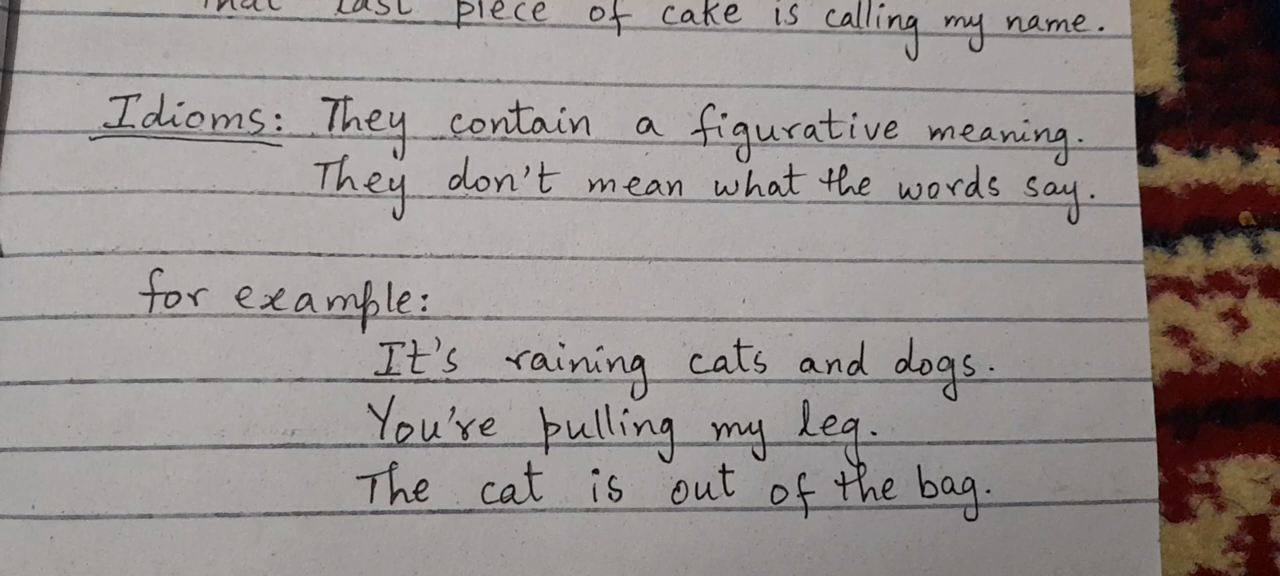 that last piece of cake is calling my name.
Idioms: They contain a figurative meaning.
They don't mean what the words say.
for example:
It's raining cats and dogs.
You're pulling my leg.
The cat is out of the bag.